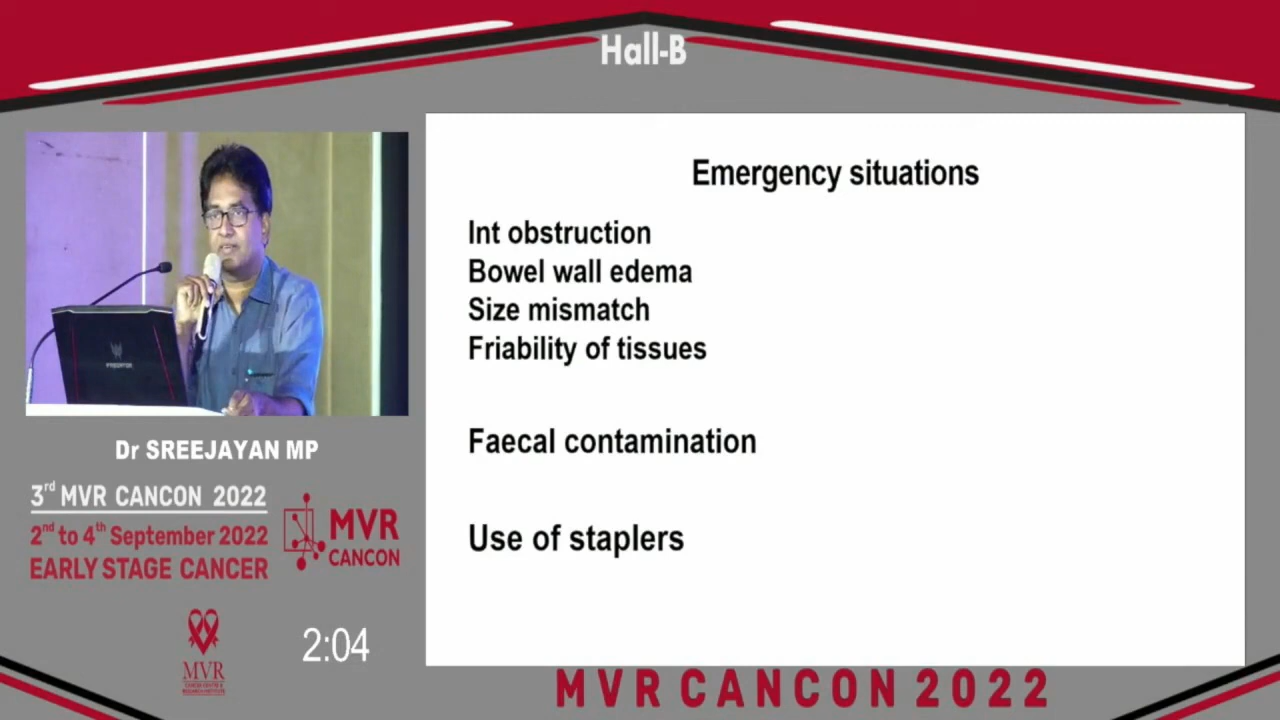 Hall-B
Emergency situations
Int obstruction
Bowel wall edema
Size mismatch
Friability of tissues
Faecal contamination
Use of staplers
PREDATOR
Dr SREEJAYAN MP
3rd MVR CANCON 2022
2nd to 4th September 2022
EARLY STAGE CANCER
MVR
CANCON
MVR
2:04
MVR CANCON 2022